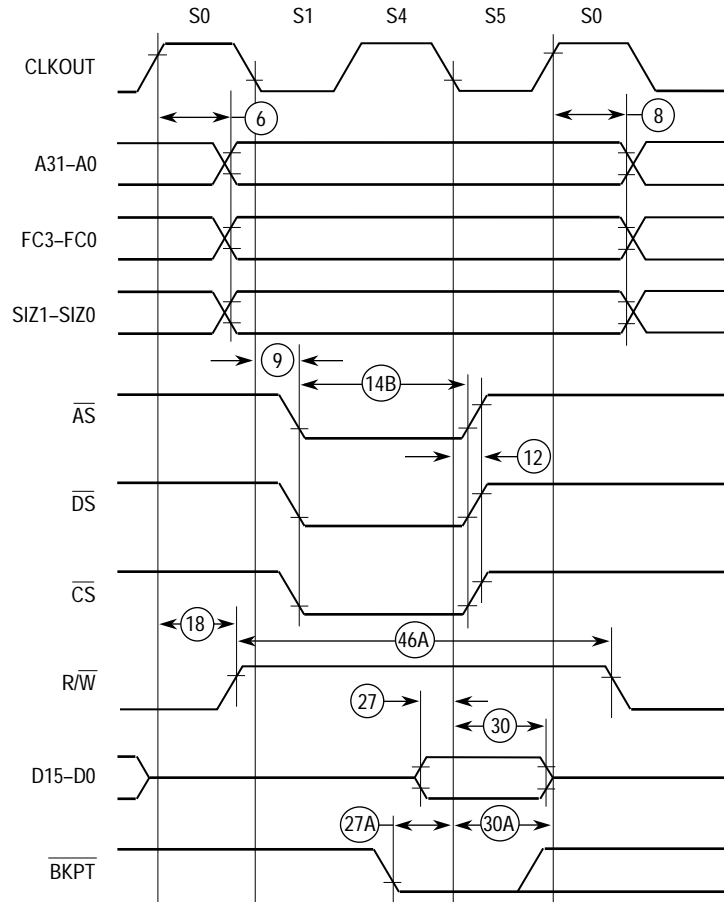 S0 S1 S4 S5 S0
CLKOUT
6 8
A31–A0
FC3–FC0
SIZ1–SIZ0
9
14B
AS
12
DS
CS
18
46A
R/W
27
30
D15–D0
27A 30A
BKPT